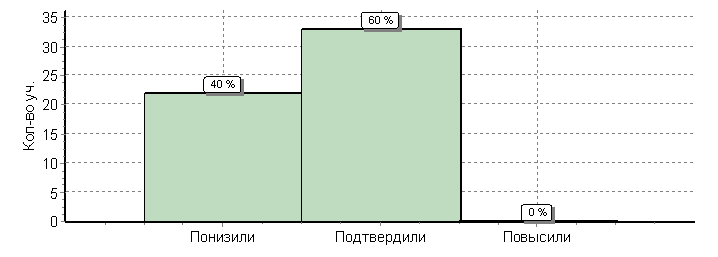 Кол-во уч.
35
30
25
20
15
10
5
0
40 %
60 %
0 %
Понизили
Подтвердили
Повысили